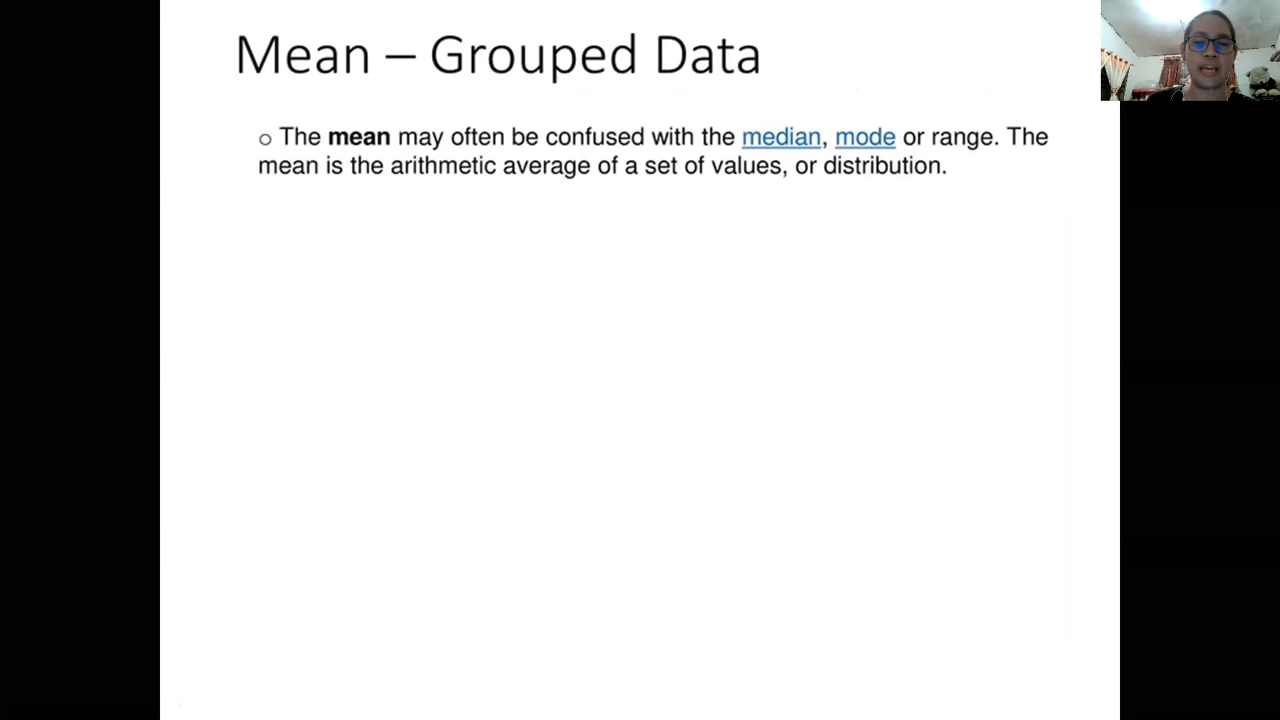 Mean – Grouped Data
o The mean may often be confused with the median, mode or range. The
mean is the arithmetic average of a set of values, or distribution.